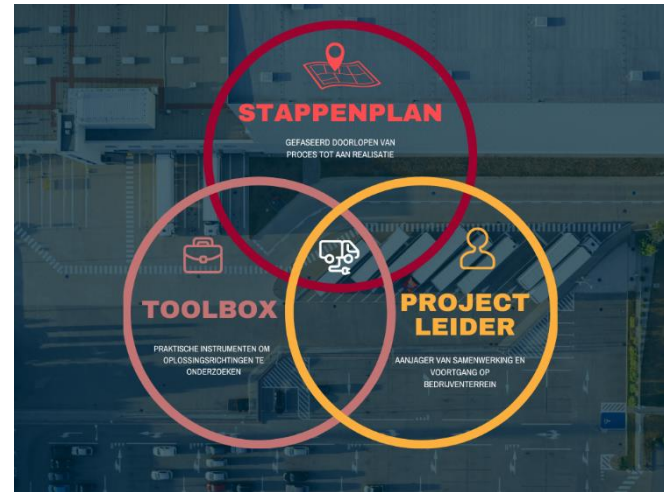 STAPPENPLAN
GEFASEERD DOORLOPEN VAN
PROCES TOT AAN REALISATIE
TOOLBOX
PRAKTISCHE INSTRUMENTEN OM
OPLOSSINGSRICHTINGEN TE
ONDERZOEKEN
PROJECT
LEIDER
AANJAGER VAN SAMENWERKING EN
VOORTGANG OP
BEDRIJVENTERREIN